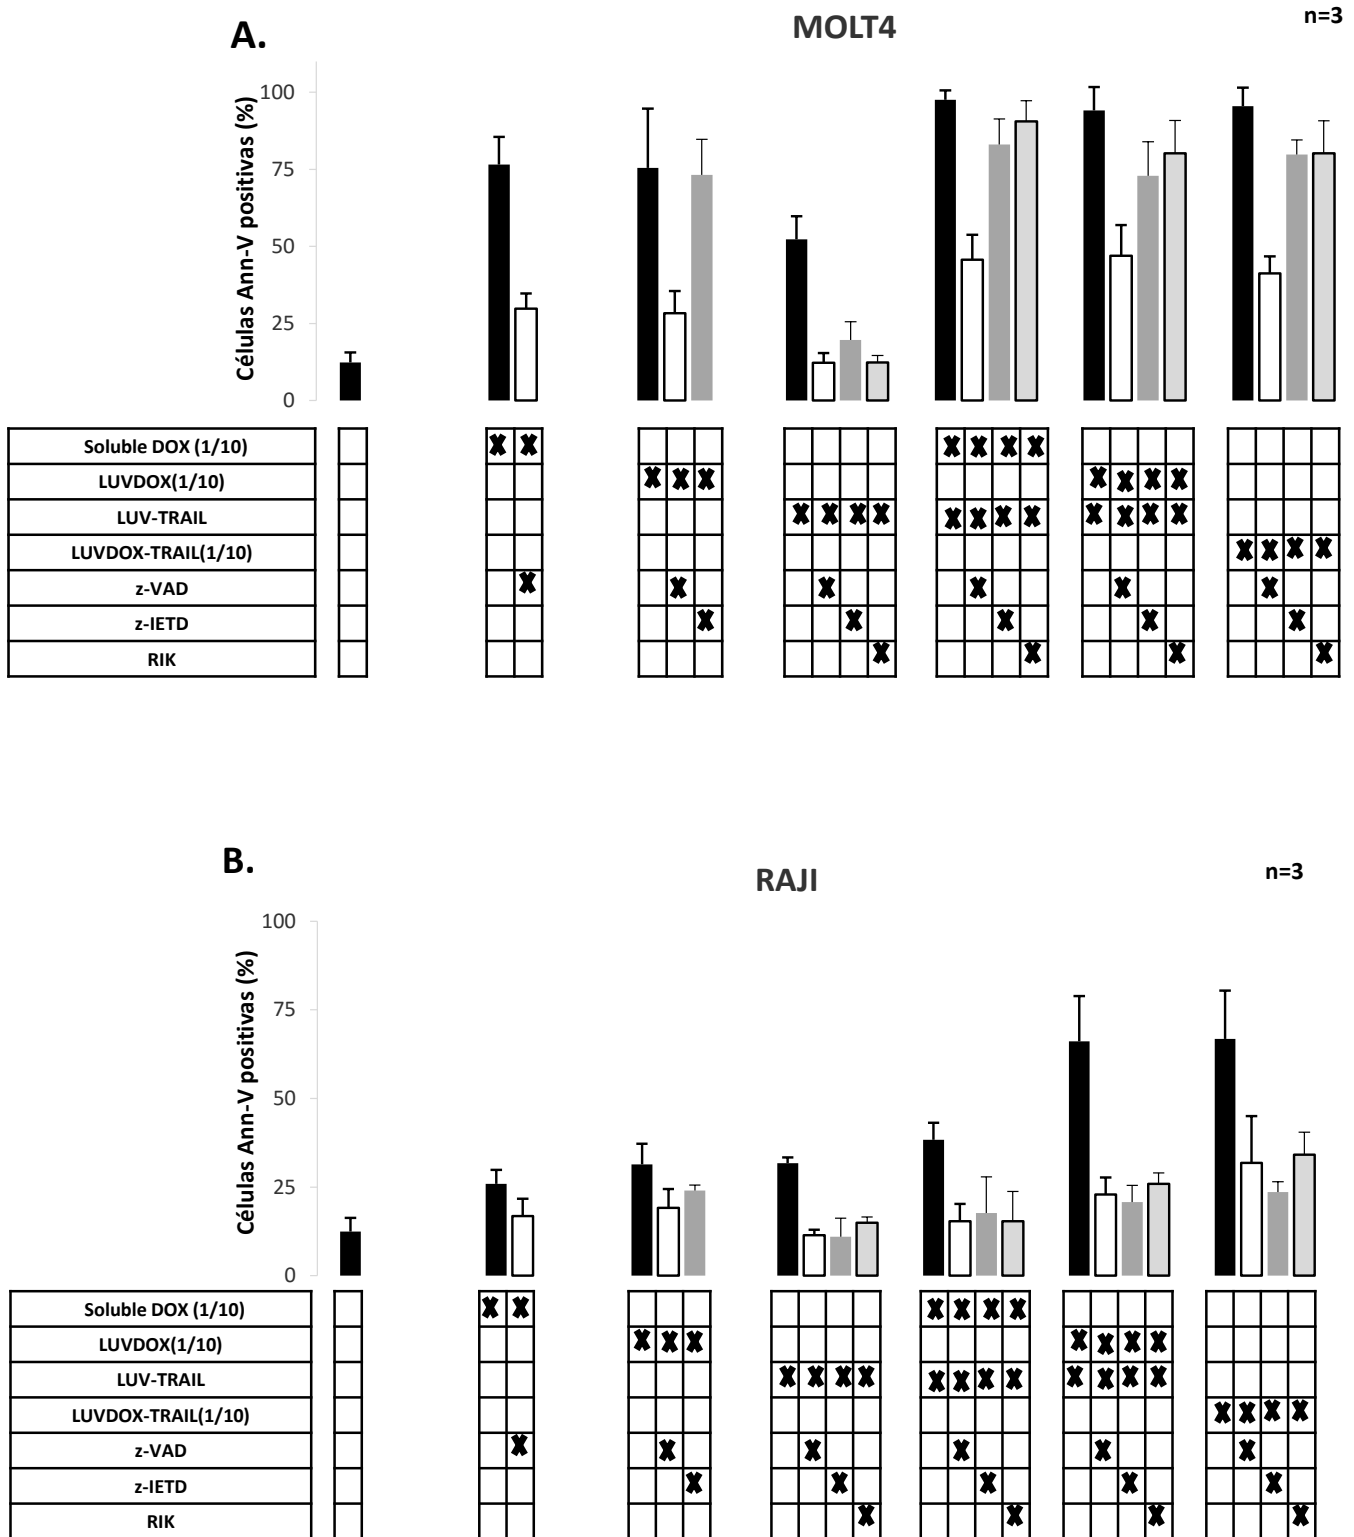 A.
MOLT4
n=3
Células Ann-V positivas (%)
100
75
50
25
0
Soluble DOX (1/10)
LUVDOX(1/10)
LUV-TRAIL
LUVDOX-TRAIL(1/10)
z-VAD
z-IETD
RIK
B.
RAJI
n=3
Células Ann-V positivas (%)
100
75
50
25
0
Soluble DOX (1/10)
LUVDOX(1/10)
LUV-TRAIL
LUVDOX-TRAIL(1/10)
z-VAD
z-IETD
RIK